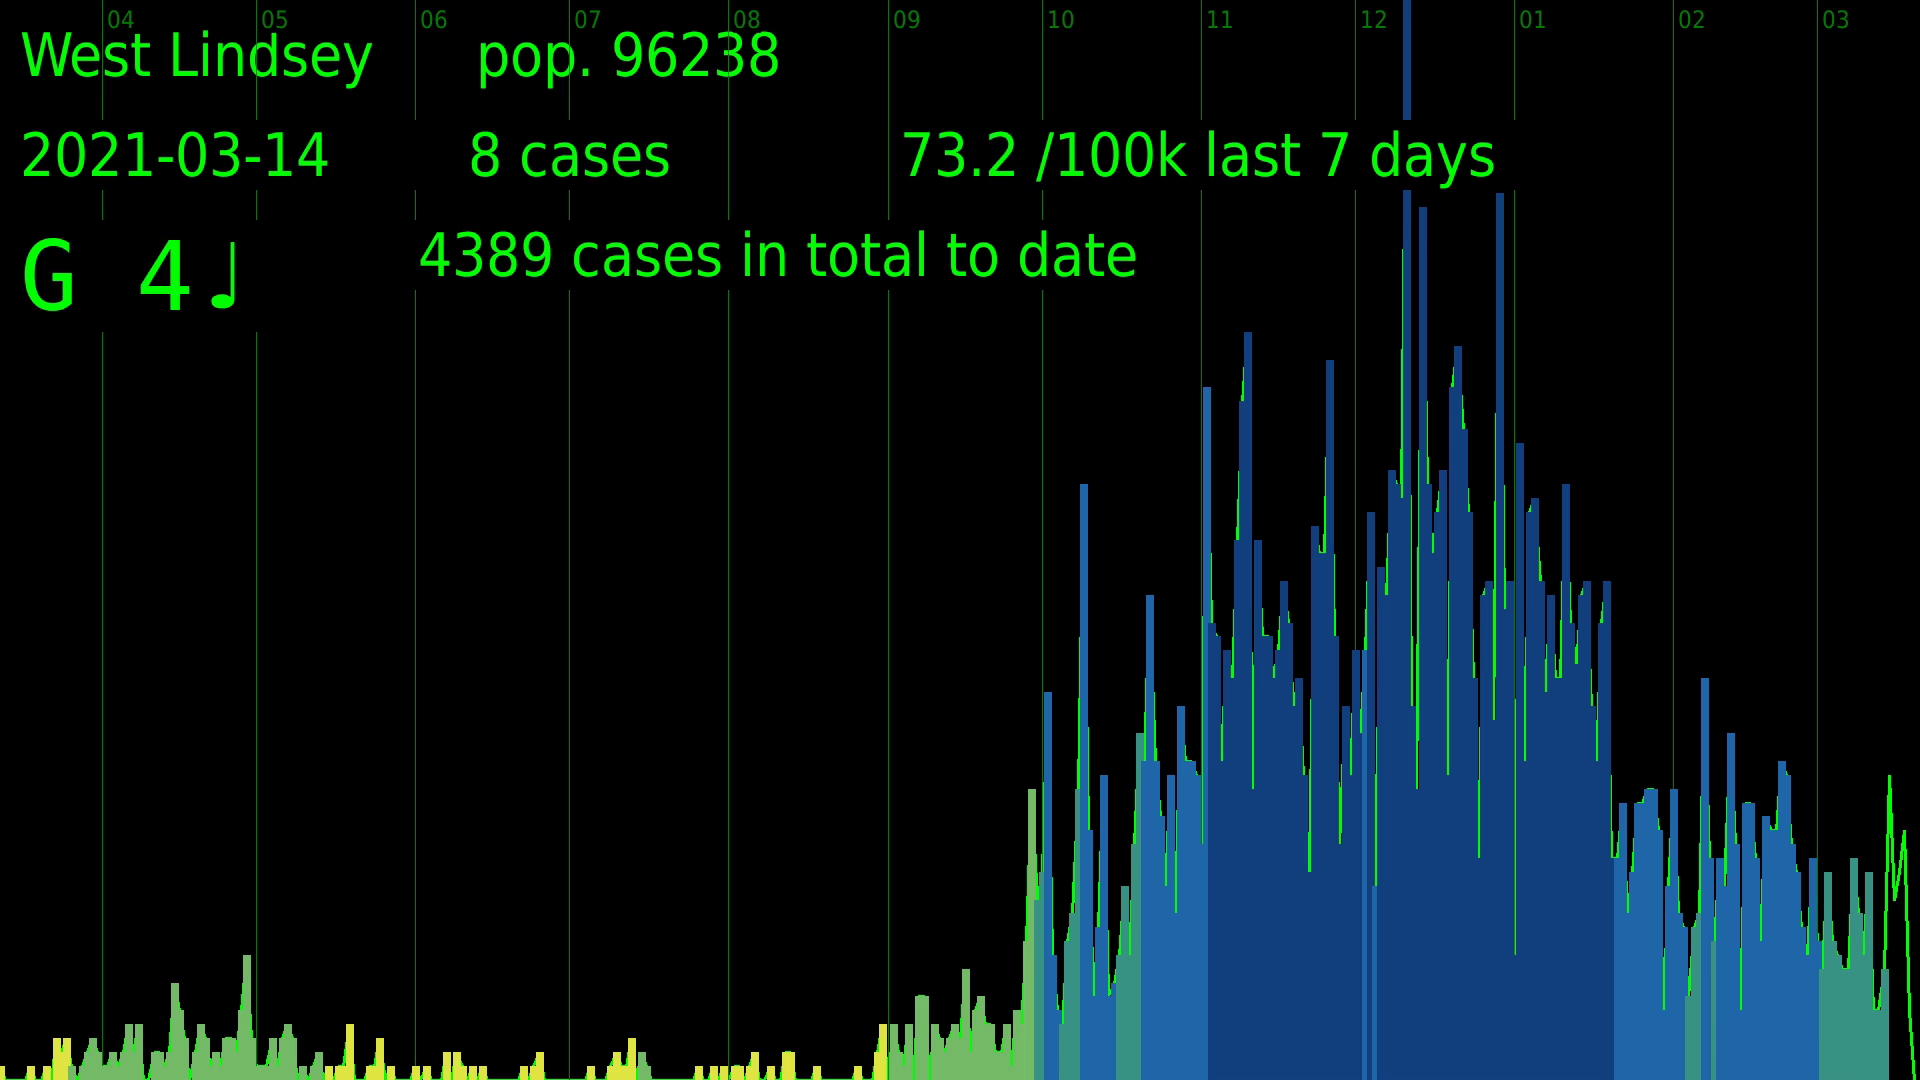 04 05 06 07 08 09 10 11 12 01 02 03
West Lindsey pop. 96238
2021-03-14 8 cases 73.2 /100k last 7 days
G 4♩ 4389 cases in total to date